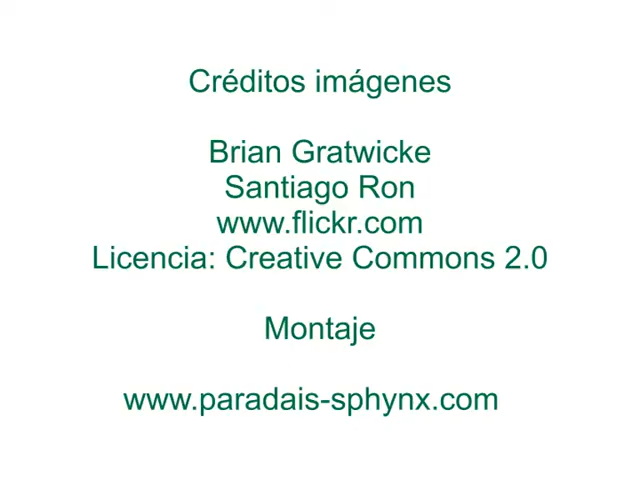 Créditos imágenes
Brian Gratwicke
Santiago Ron
www.flickr.com
Licencia: Creative Commons 2.0
Montaje
www.paradais-sphynx.com